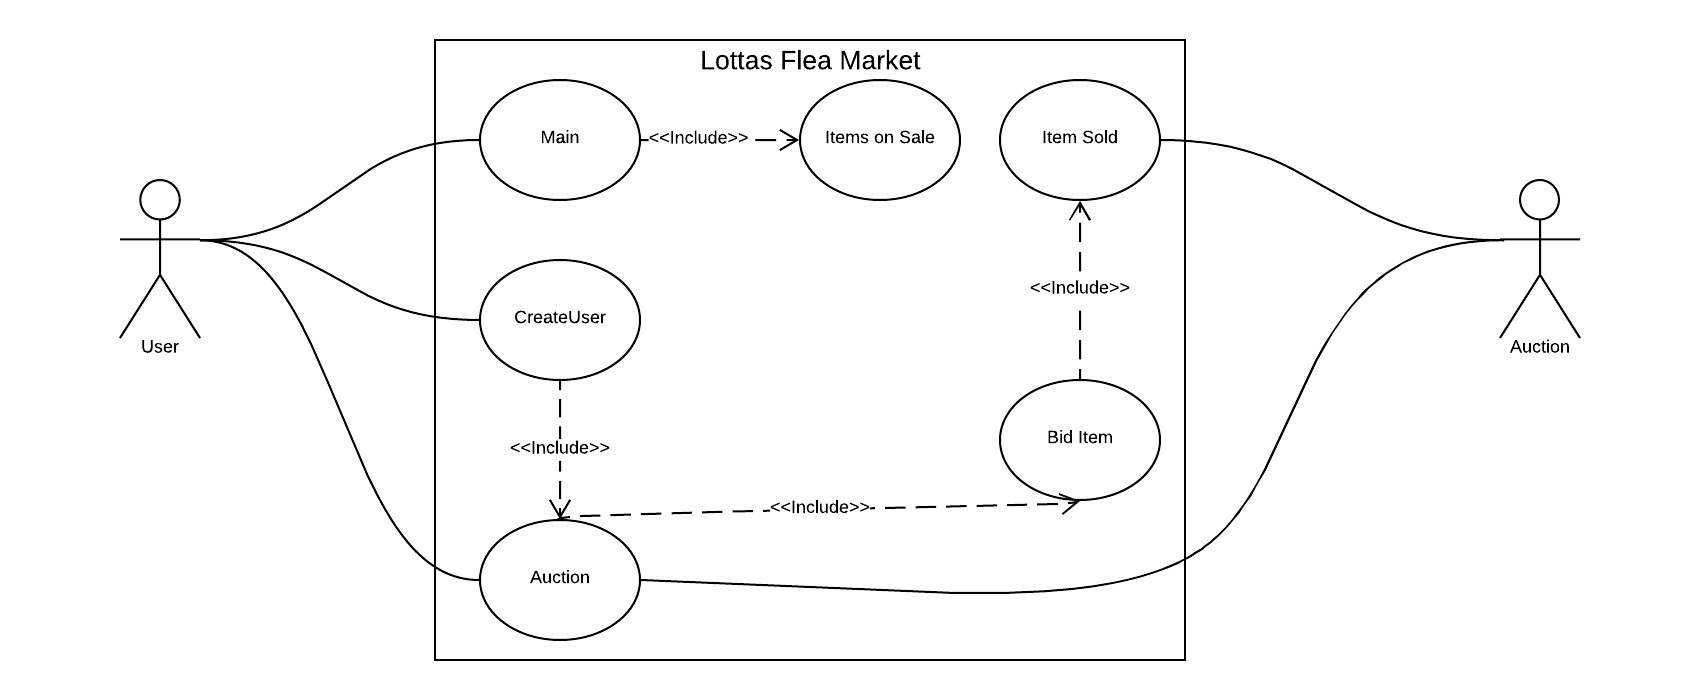 Lottas Flea Market
Main
<<Include>>
Items on Sale
Item Sold
<<Include>>
CreateUser
User
Auction
Bid Item
<<Include>>
<<Include>>
Auction